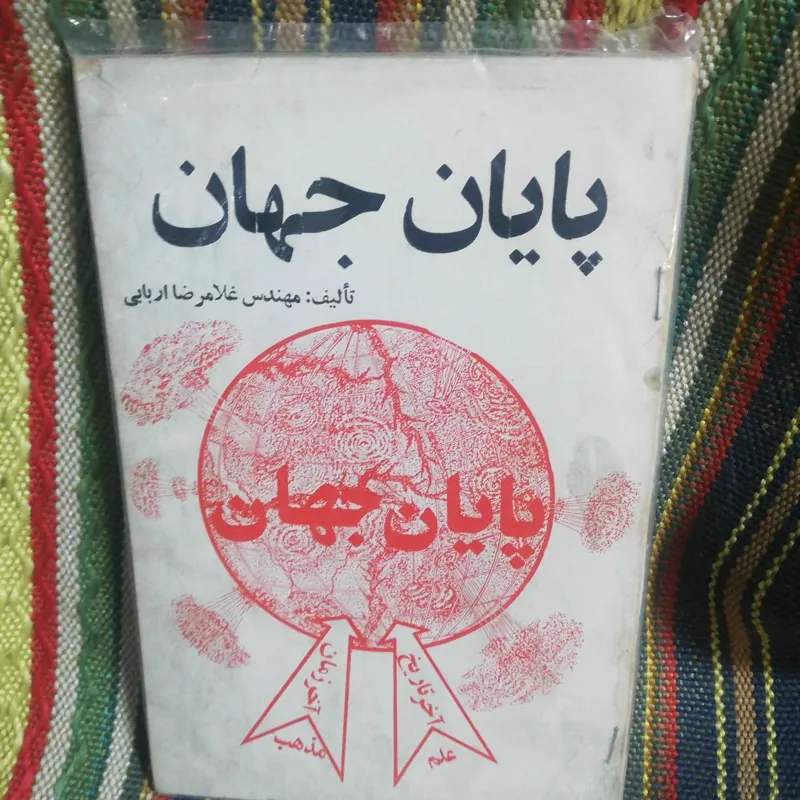 پایان جهان
تألیف: مهندس غلامرضا اربابی
پایان جهان
آخر تاریخ
علم
آخر زمان
مذهب